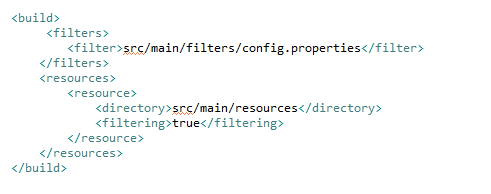 <build>
<filters>
<filter>src/main/filters/config.properties</filter>
</filters>
<resources>
<resource>
<directory>src/main/resources</directory>
<filtering>true</filtering>
</resource>
</resources>
</build>